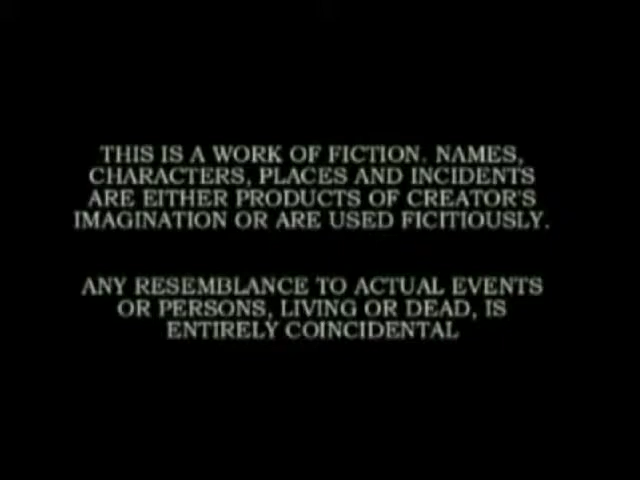 THIS IS A WORK OF FICTION. NAMES,
CHARACTERS, PLACES AND INCIDENTS
ARE EITHER PRODUCTS OF CREATOR'S
IMAGINATION OR ARE USED FICITIOUSLY.
ANY RESEMBLANCE TO ACTUAL EVENTS
OR PERSONS, LIVING OR DEAD, IS
ENTIRELY COINCIDENTAL